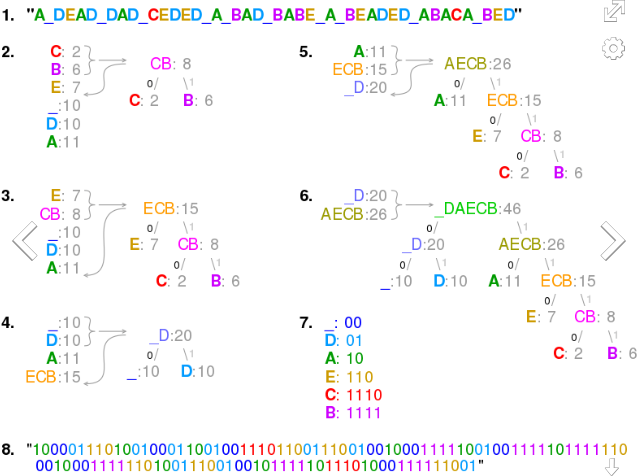 1. "A_DEAD_DAD_CEDED_A_BAD_BABE_A_BEADED_ABACA_BED"
2.
C: 2
B: 6
E: 7
_:10
D:10
A:11
CB: 8
0/ \1
C: 2 B: 6
3.
E: 7
CB: 8
_:10
D:10
A:11
ECB:15
0/ \1
E: 7 CB: 8
0/ \1
C: 2 B: 6
4.
_:10
D:10
A:11
ECB:15
_D:20
0/ \1
_:10 D:10
5.
A:11
ECB:15
_D:20
AECB:26
0/ \1
A:11 ECB:15
0/ \1
E: 7 CB: 8
0/ \1
C: 2 B: 6
6.
_D:20
AECB:26
_DAECB:46
0/ \1
_D:20 AECB:26
0/ \1 0/ \1
_:10 D:10 A:11 ECB:15
0/ \1
E: 7 CB: 8
0/ \1
C: 2 B: 6
7.
_: 00
D: 01
A: 10
E: 110
C: 1110
B: 1111
8. "1000011101001000110010011101100111001001000111110010011111011111110
0010001111110100111001001011111011101000111111001"